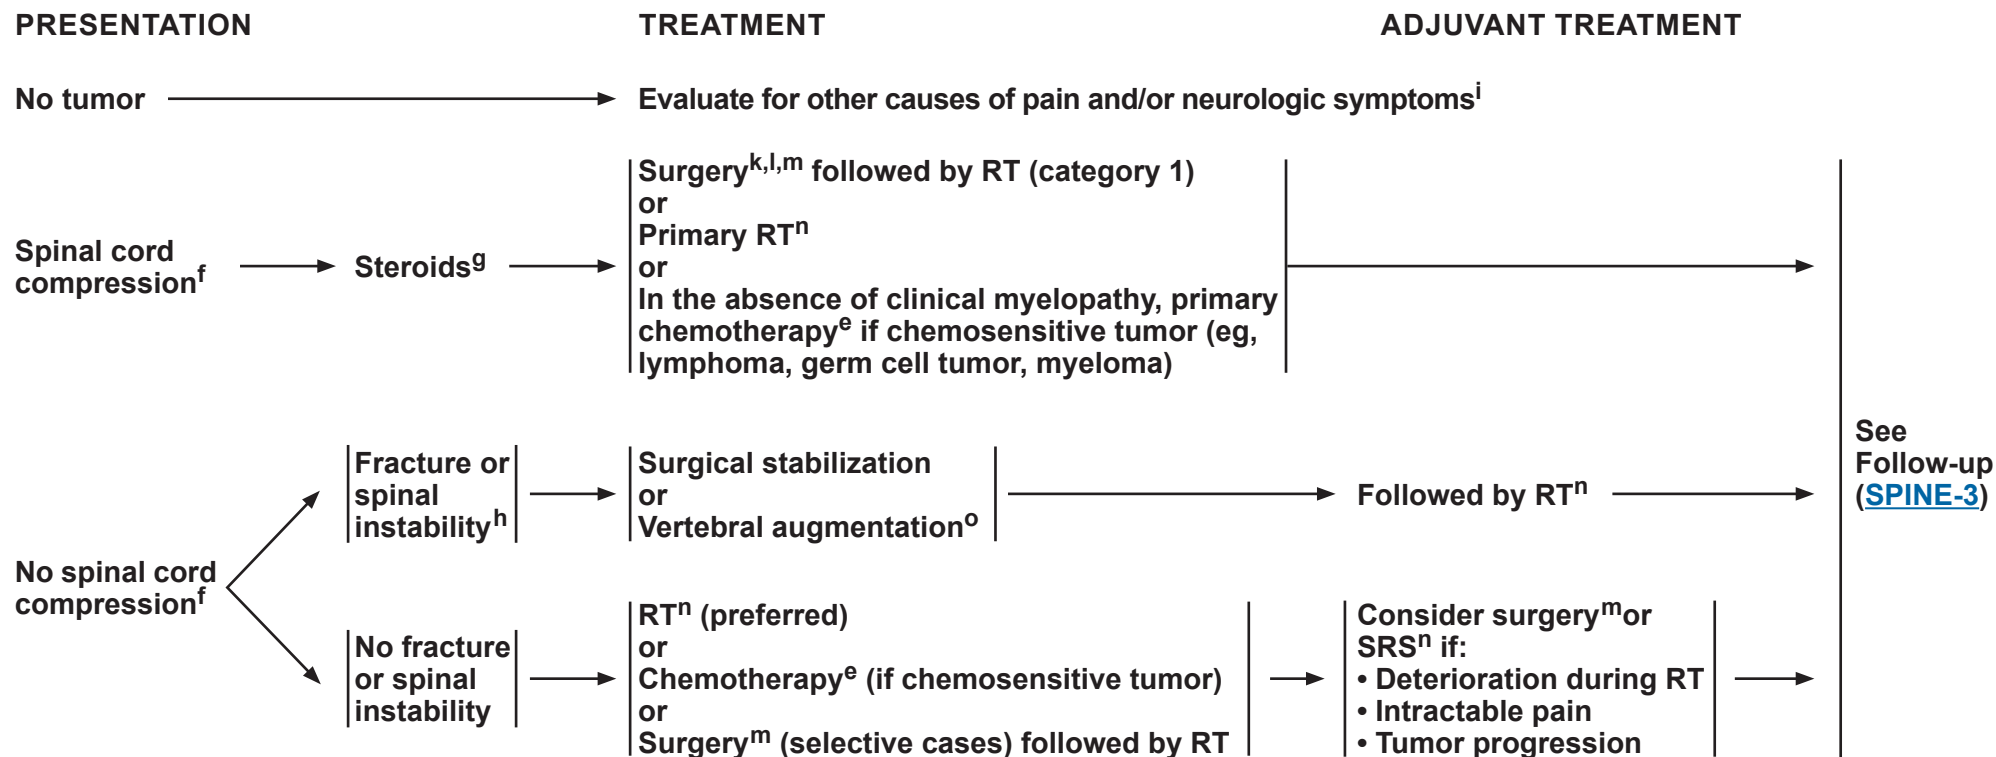 PRESENTATION
TREATMENT
ADJUVANT TREATMENT
No tumor
Evaluate for other causes of pain and/or neurologic symptomsⁱ
Spinal cord
compressionᶠ
Steroidsᵍ
Surgeryᵏ,ˡ,ᵐ followed by RT (category 1)
or
Primary RTⁿ
or
In the absence of clinical myelopathy, primary
chemotherapyᵉ if chemosensitive tumor (eg,
lymphoma, germ cell tumor, myeloma)
No spinal cord
compressionᶠ
Fracture or
spinal
instabilityʰ
Surgical stabilization
or
Vertebral augmentationᵒ
Followed by RTⁿ
No fracture
or spinal
instability
RTⁿ (preferred)
or
Chemotherapyᵉ (if chemosensitive tumor)
or
Surgeryᵐ (selective cases) followed by RT
Consider surgeryᵐor
SRSⁿ if:
• Deterioration during RT
• Intractable pain
• Tumor progression
See
Follow-up
(SPINE-3)